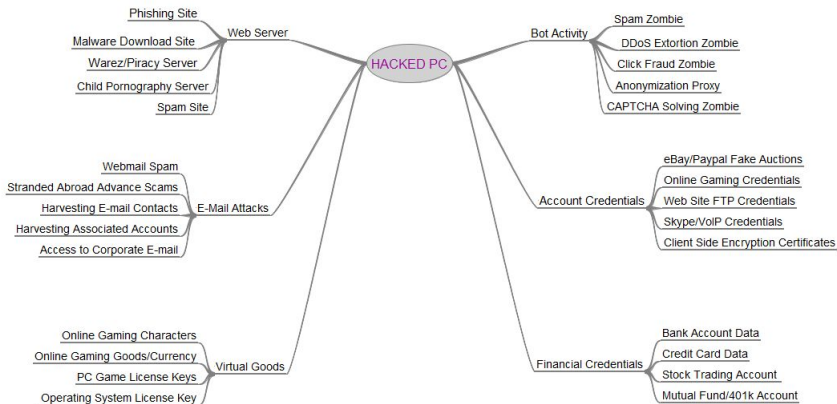 HACKED PC
Web Server
Phishing Site
Malware Download Site
Warez/Piracy Server
Child Pornography Server
Spam Site
E-Mail Attacks
Webmail Spam
Stranded Abroad Advance Scams
Harvesting E-mail Contacts
Harvesting Associated Accounts
Access to Corporate E-mail
Virtual Goods
Online Gaming Characters
Online Gaming Goods/Currency
PC Game License Keys
Operating System License Key
Bot Activity
Spam Zombie
DDoS Extortion Zombie
Click Fraud Zombie
Anonymization Proxy
CAPTCHA Solving Zombie
Account Credentials
eBay/Paypal Fake Auctions
Online Gaming Credentials
Web Site FTP Credentials
Skype/VoIP Credentials
Client Side Encryption Certificates
Financial Credentials
Bank Account Data
Credit Card Data
Stock Trading Account
Mutual Fund/401k Account